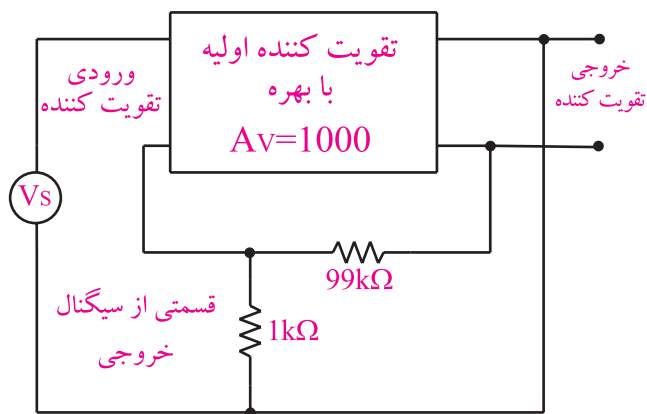 تقویت کننده اولیه
با بهره
AV=1000
ورودی
تقویت کننده
خروجی
تقویت کننده
VS
99kΩ
1kΩ
قسمتی از سیگنال
خروجی